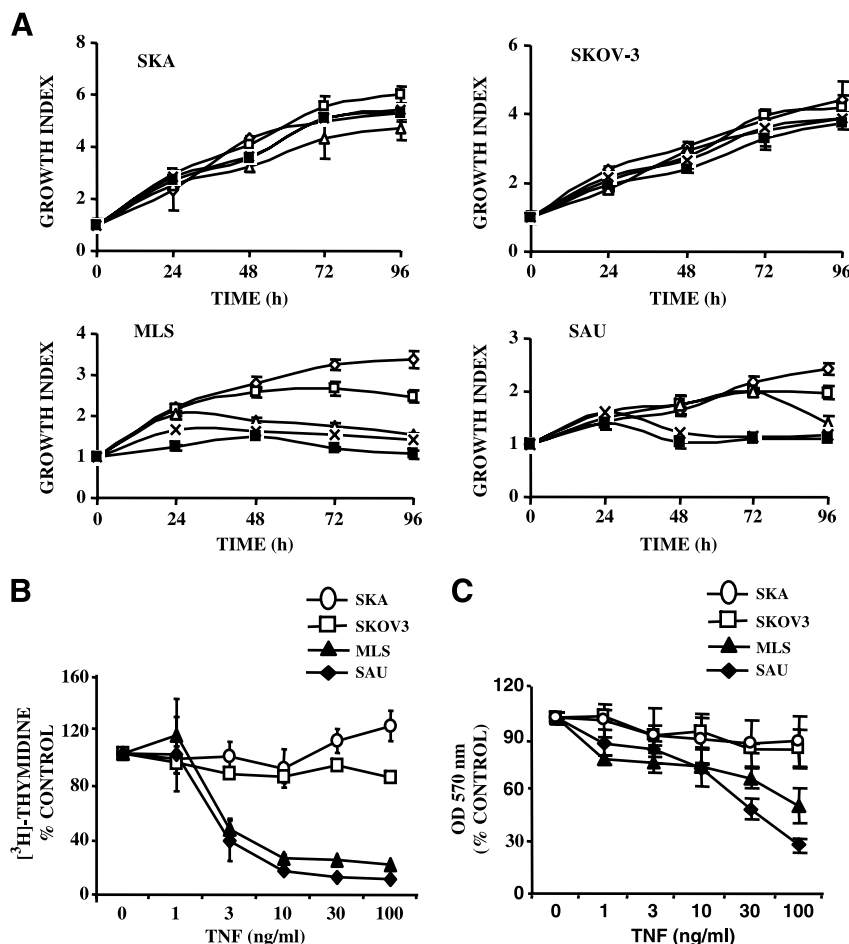 A
SKA
GROWTH INDEX
8
6
4
2
0
0 24 48 72 96
TIME (h)
SKOV-3
GROWTH INDEX
6
4
2
0
0 24 48 72 96
TIME (h)
MLS
GROWTH INDEX
4
3
2
1
0
0 24 48 72 96
TIME (h)
SAU
GROWTH INDEX
3
2
1
0
0 24 48 72 96
TIME (h)
B
SKA
SKOV3
MLS
SAU
[³H]-THYMIDINE
% CONTROL
160
120
80
40
0
0 1 3 10 30 100
TNF (ng/ml)
C
SKA
SKOV3
MLS
SAU
OD 570 nm
(% CONTROL)
120
90
60
30
0
0 1 3 10 30 100
TNF (ng/ml)